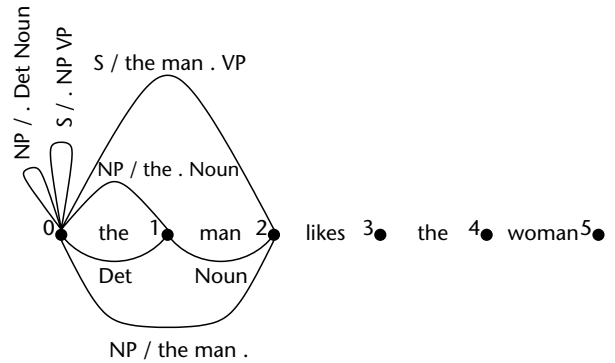 NP / . Det Noun
S / . NP VP
S / the man . VP
NP / the . Noun
0 the 1 man 2 likes 3 the 4 woman 5
Det Noun
NP / the man .